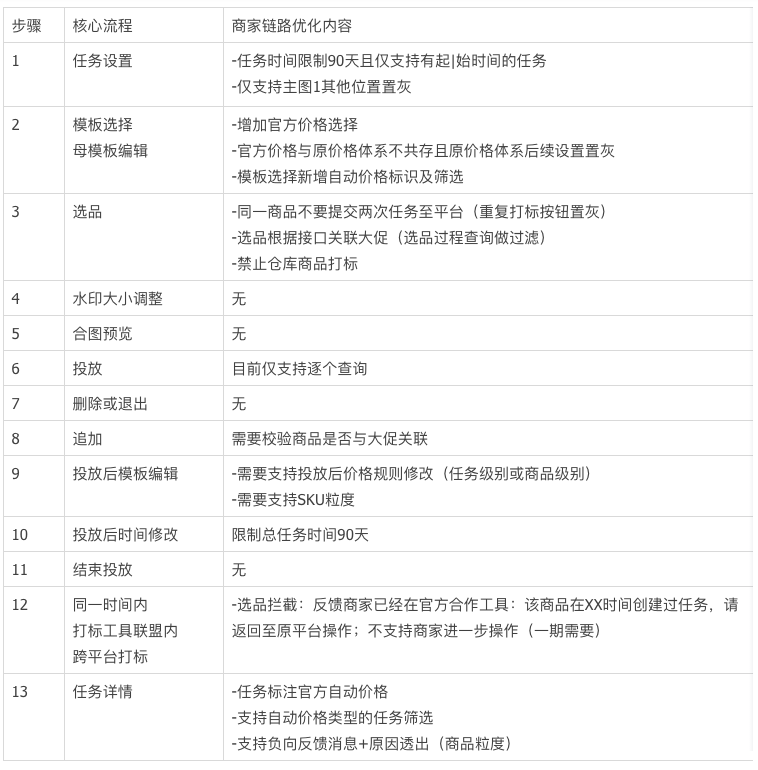 步骤 核心流程 商家链路优化内容
1 任务设置 -任务时间限制90天且仅支持有起|始时间的任务
-仅支持主图1其他位置置灰
2 模板选择 -增加官方价格选择
母模板编辑 -官方价格与原价格体系不共存且原价格体系后续设置置灰
-模板选择新增自动价格标识及筛选
3 选品 -同一商品不要提交两次任务至平台（重复打标按钮置灰）
-选品根据接口关联大促（选品过程查询做过滤）
-禁止仓库商品打标
4 水印大小调整 无
5 合图预览 无
6 投放 目前仅支持逐个查询
7 删除或退出 无
8 追加 需要校验商品是否与大促关联
9 投放后模板编辑 -需要支持投放后价格规则修改（任务级别或商品级别）
-需要支持SKU粒度
10 投放后时间修改 限制总任务时间90天
11 结束投放 无
12 同一时间内 -选品拦截：反馈商家已经在官方合作工具：该商品在XX时间创建过任务，请
打标工具联盟内 返回至原平台操作；不支持商家进一步操作（一期需要）
跨平台打标
13 任务详情 -任务标注官方自动价格
-支持自动价格类型的任务筛选
-支持负向反馈消息+原因透出（商品粒度）